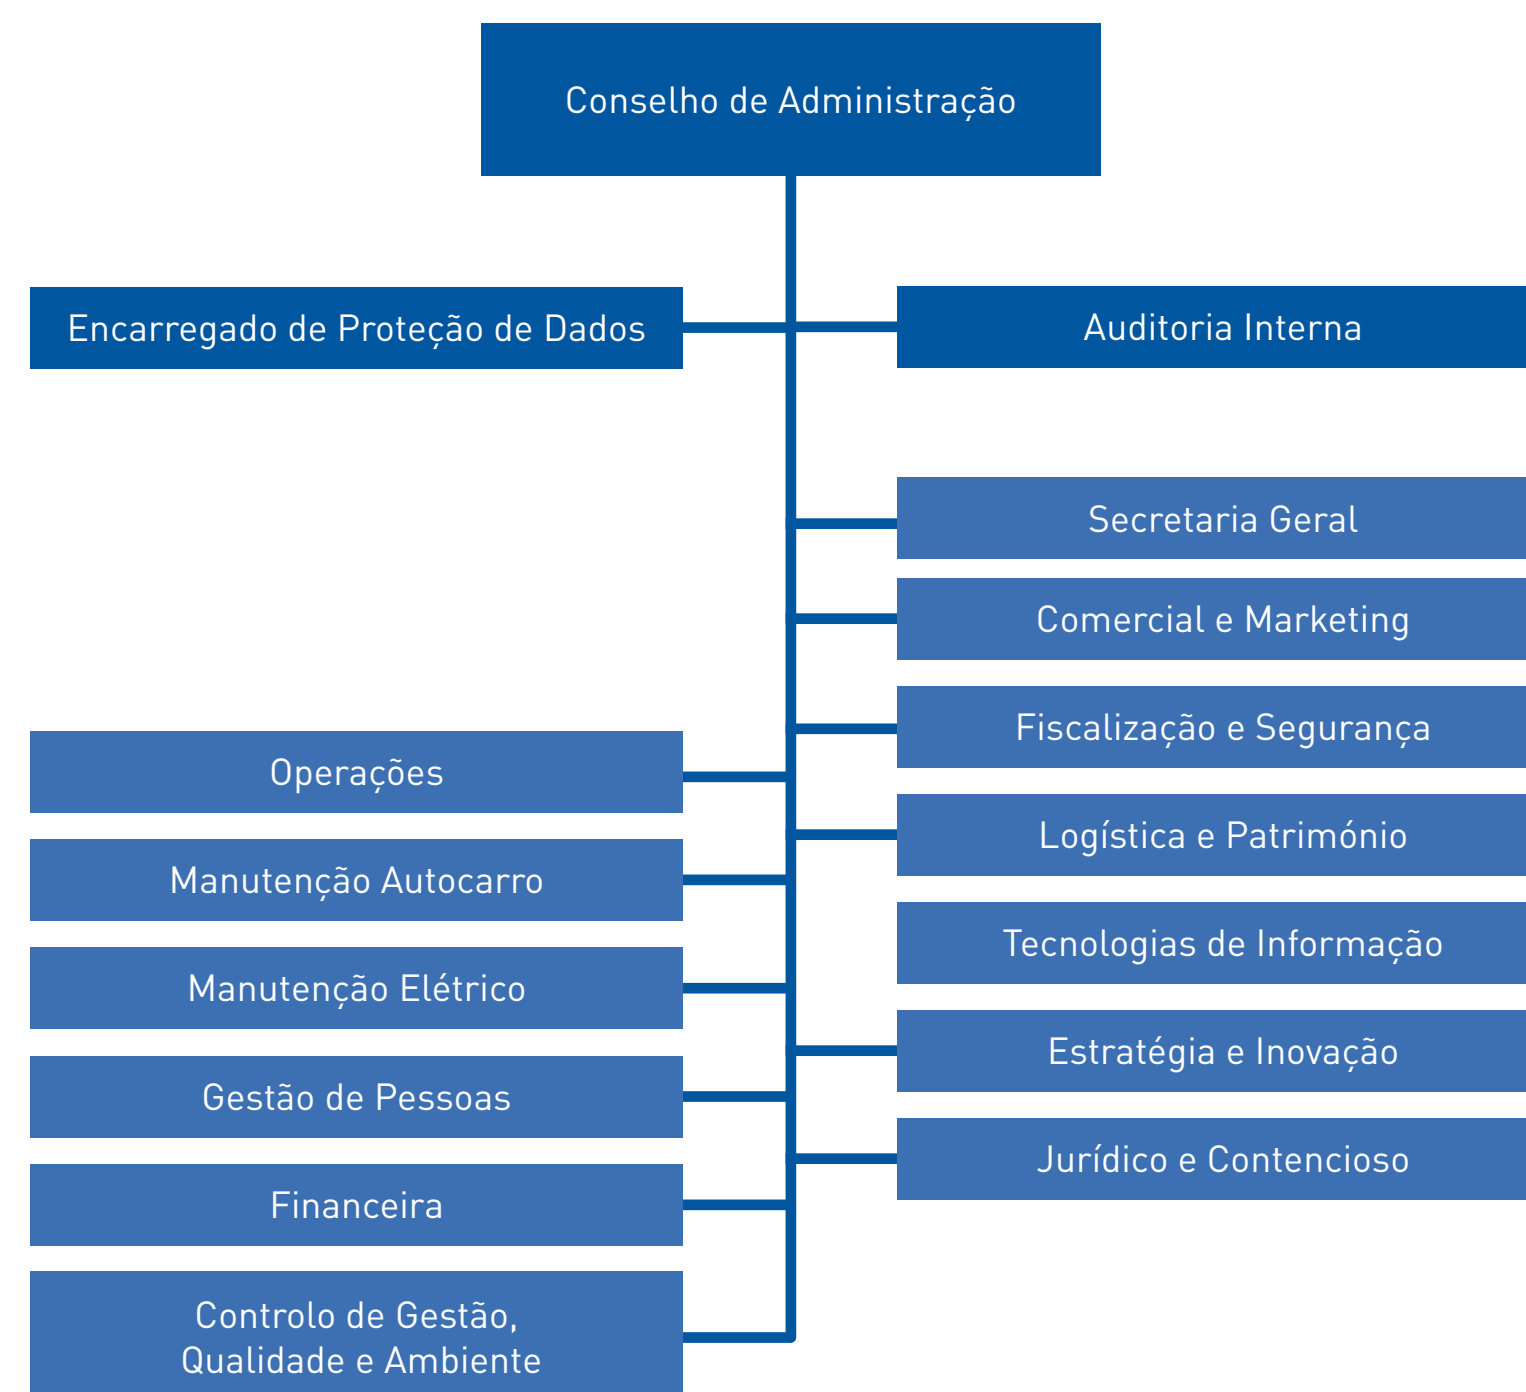 Conselho de Administração
Encarregado de Proteção de Dados
Auditoria Interna
Secretaria Geral
Comercial e Marketing
Fiscalização e Segurança
Logística e Património
Tecnologias de Informação
Estratégia e Inovação
Jurídico e Contencioso
Operações
Manutenção Autocarro
Manutenção Elétrico
Gestão de Pessoas
Financeira
Controlo de Gestão,
Qualidade e Ambiente